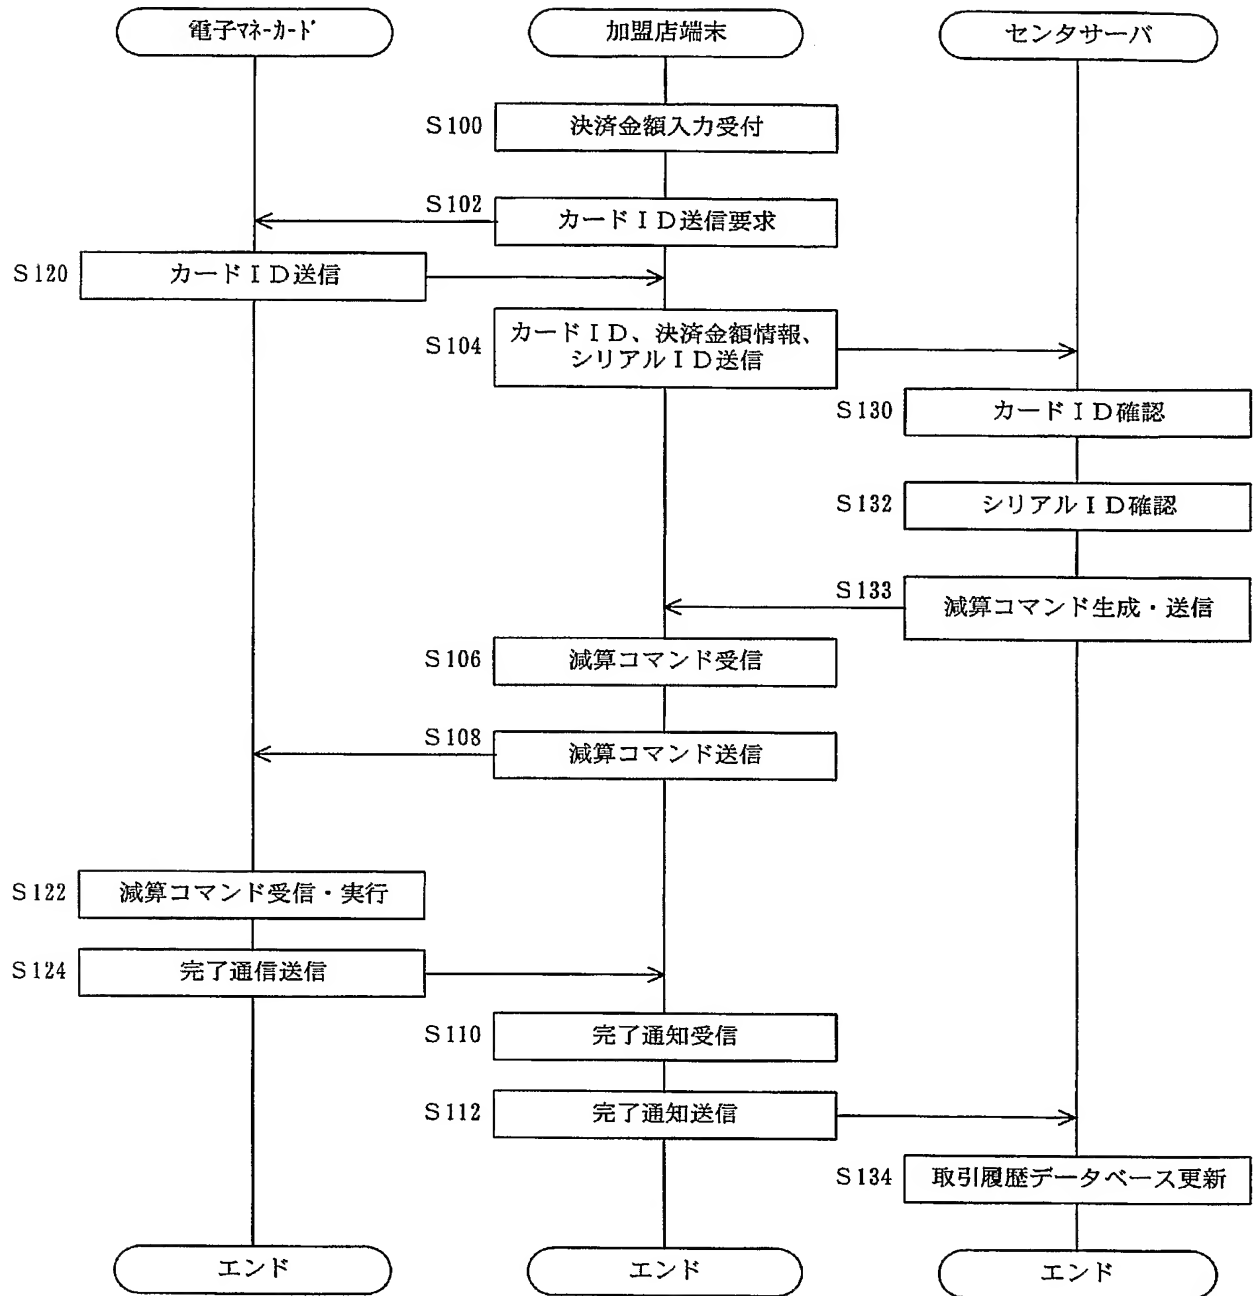 電子マネーカード
加盟店端末
センタサーバ
S100
決済金額入力受付
S102
カードID送信要求
S120
カードID送信
S104
カードID、決済金額情報、
シリアルID送信
S130
カードID確認
S132
シリアルID確認
S133
減算コマンド生成・送信
S106
減算コマンド受信
S108
減算コマンド送信
S122
減算コマンド受信・実行
S124
完了通信送信
S110
完了通知受信
S112
完了通知送信
S134
取引履歴データベース更新
エンド
エンド
エンド